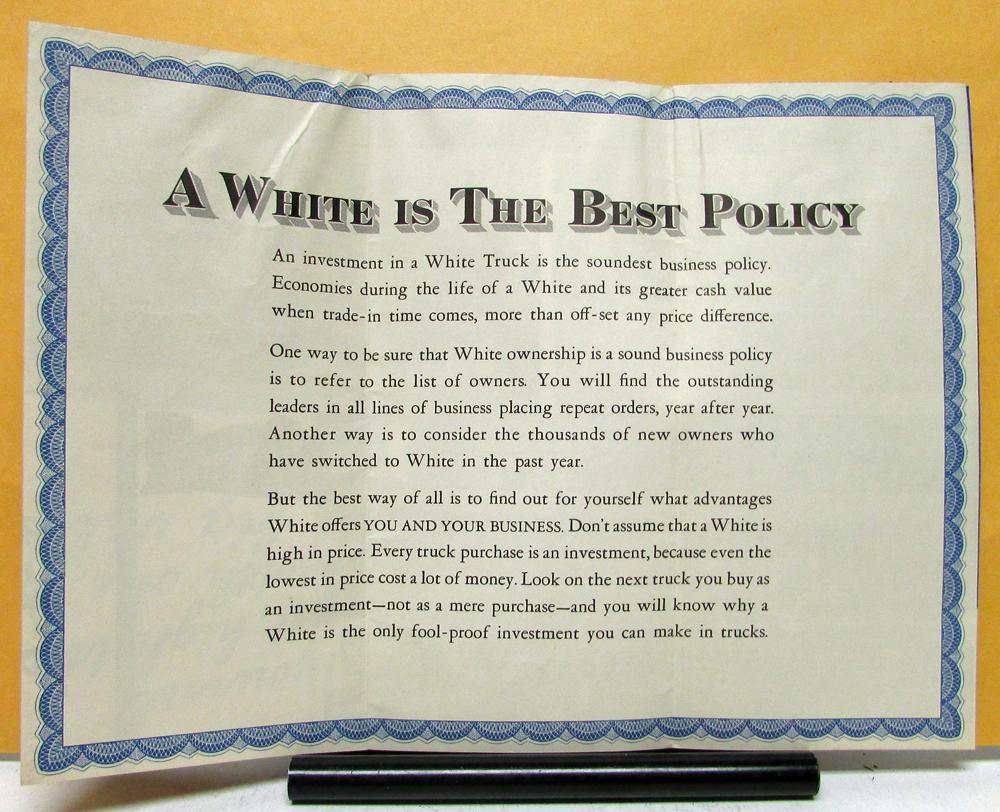 A WHITE IS THE BEST POLICY
An investment in a White Truck is the soundest business policy.
Economies during the life of a White and its greater cash value
when trade-in time comes, more than off-set any price difference.
One way to be sure that White ownership is a sound business policy
is to refer to the list of owners. You will find the outstanding
leaders in all lines of business placing repeat orders, year after year.
Another way is to consider the thousands of new owners who
have switched to White in the past year.
But the best way of all is to find out for yourself what advantages
White offers YOU AND YOUR BUSINESS. Don't assume that a White is
high in price. Every truck purchase is an investment, because even the
lowest in price cost a lot of money. Look on the next truck you buy as
an investment—not as a mere purchase—and you will know why a
White is the only fool-proof investment you can make in trucks.